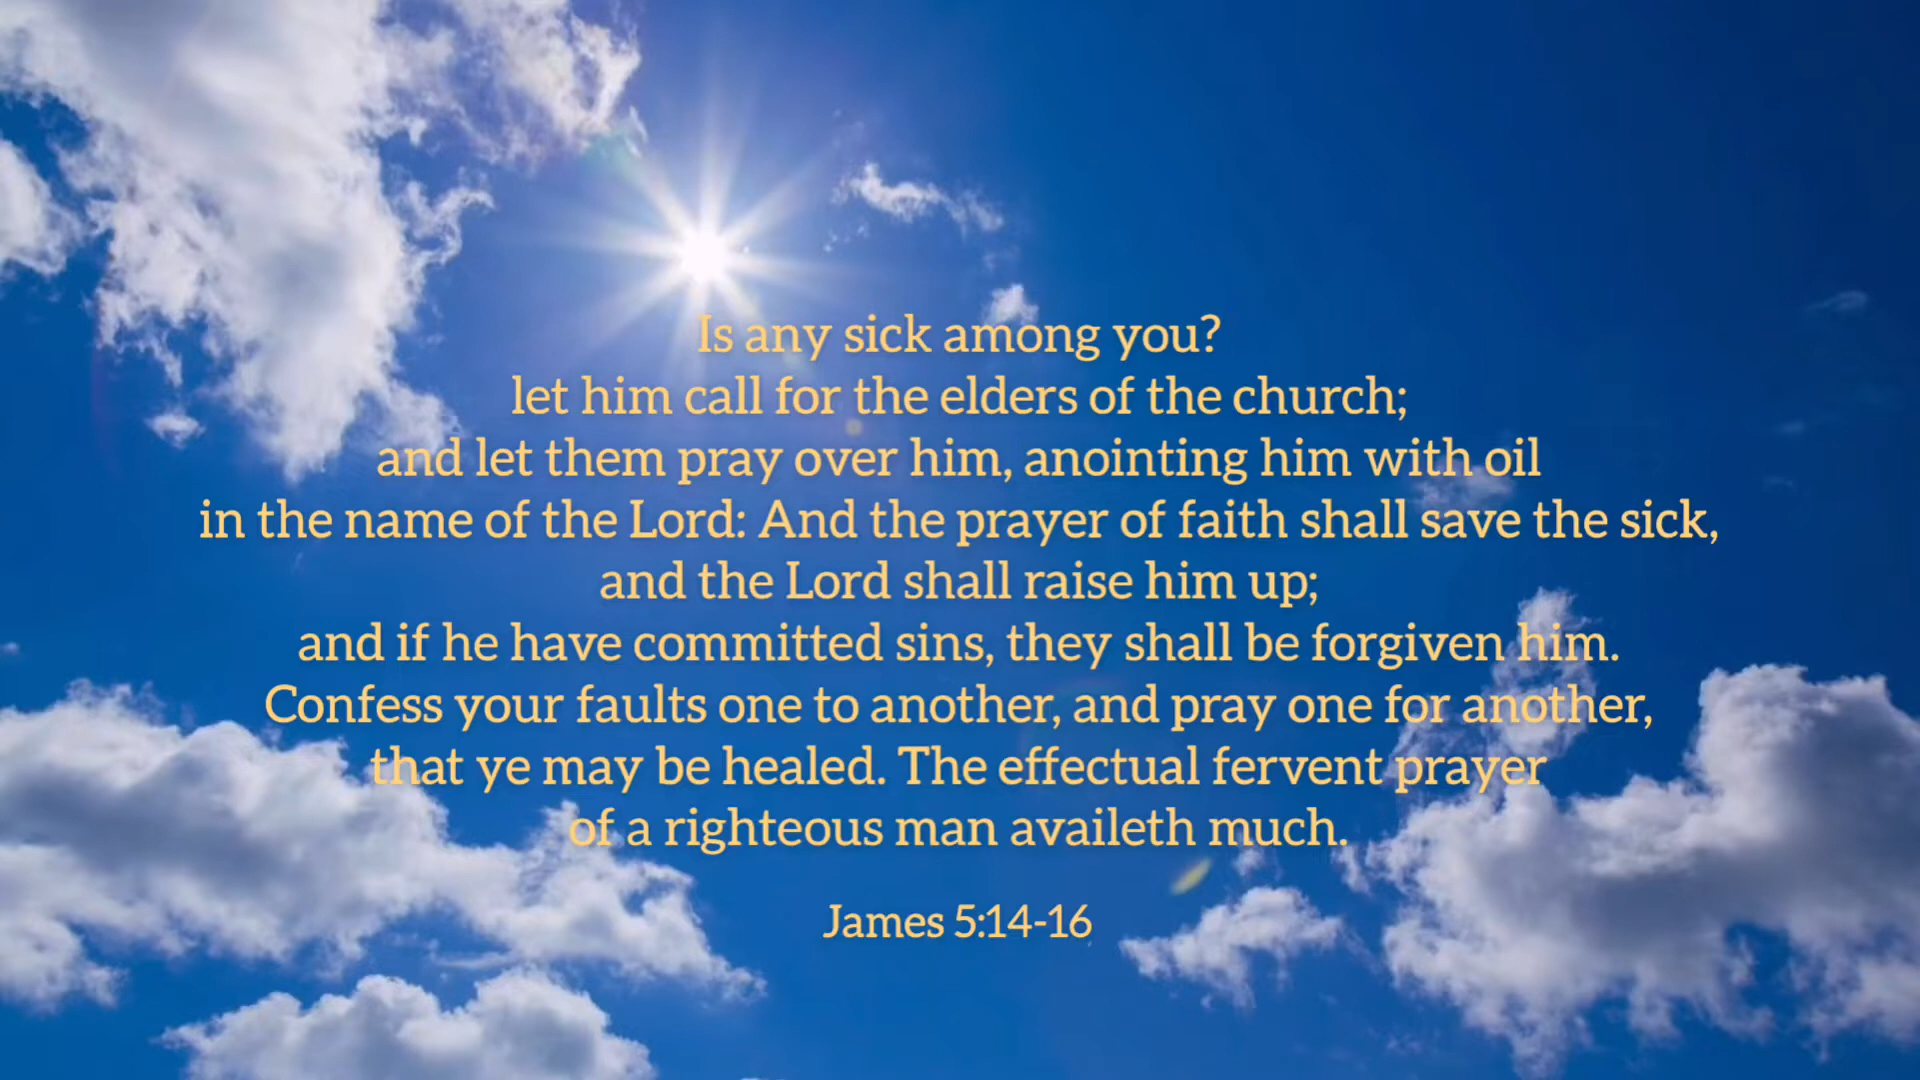 Is any sick among you?
let him call for the elders of the church;
and let them pray over him, anointing him with oil
in the name of the Lord: And the prayer of faith shall save the sick,
and the Lord shall raise him up;
and if he have committed sins, they shall be forgiven him.
Confess your faults one to another, and pray one for another,
that ye may be healed. The effectual fervent prayer
of a righteous man availeth much.
James 5:14-16